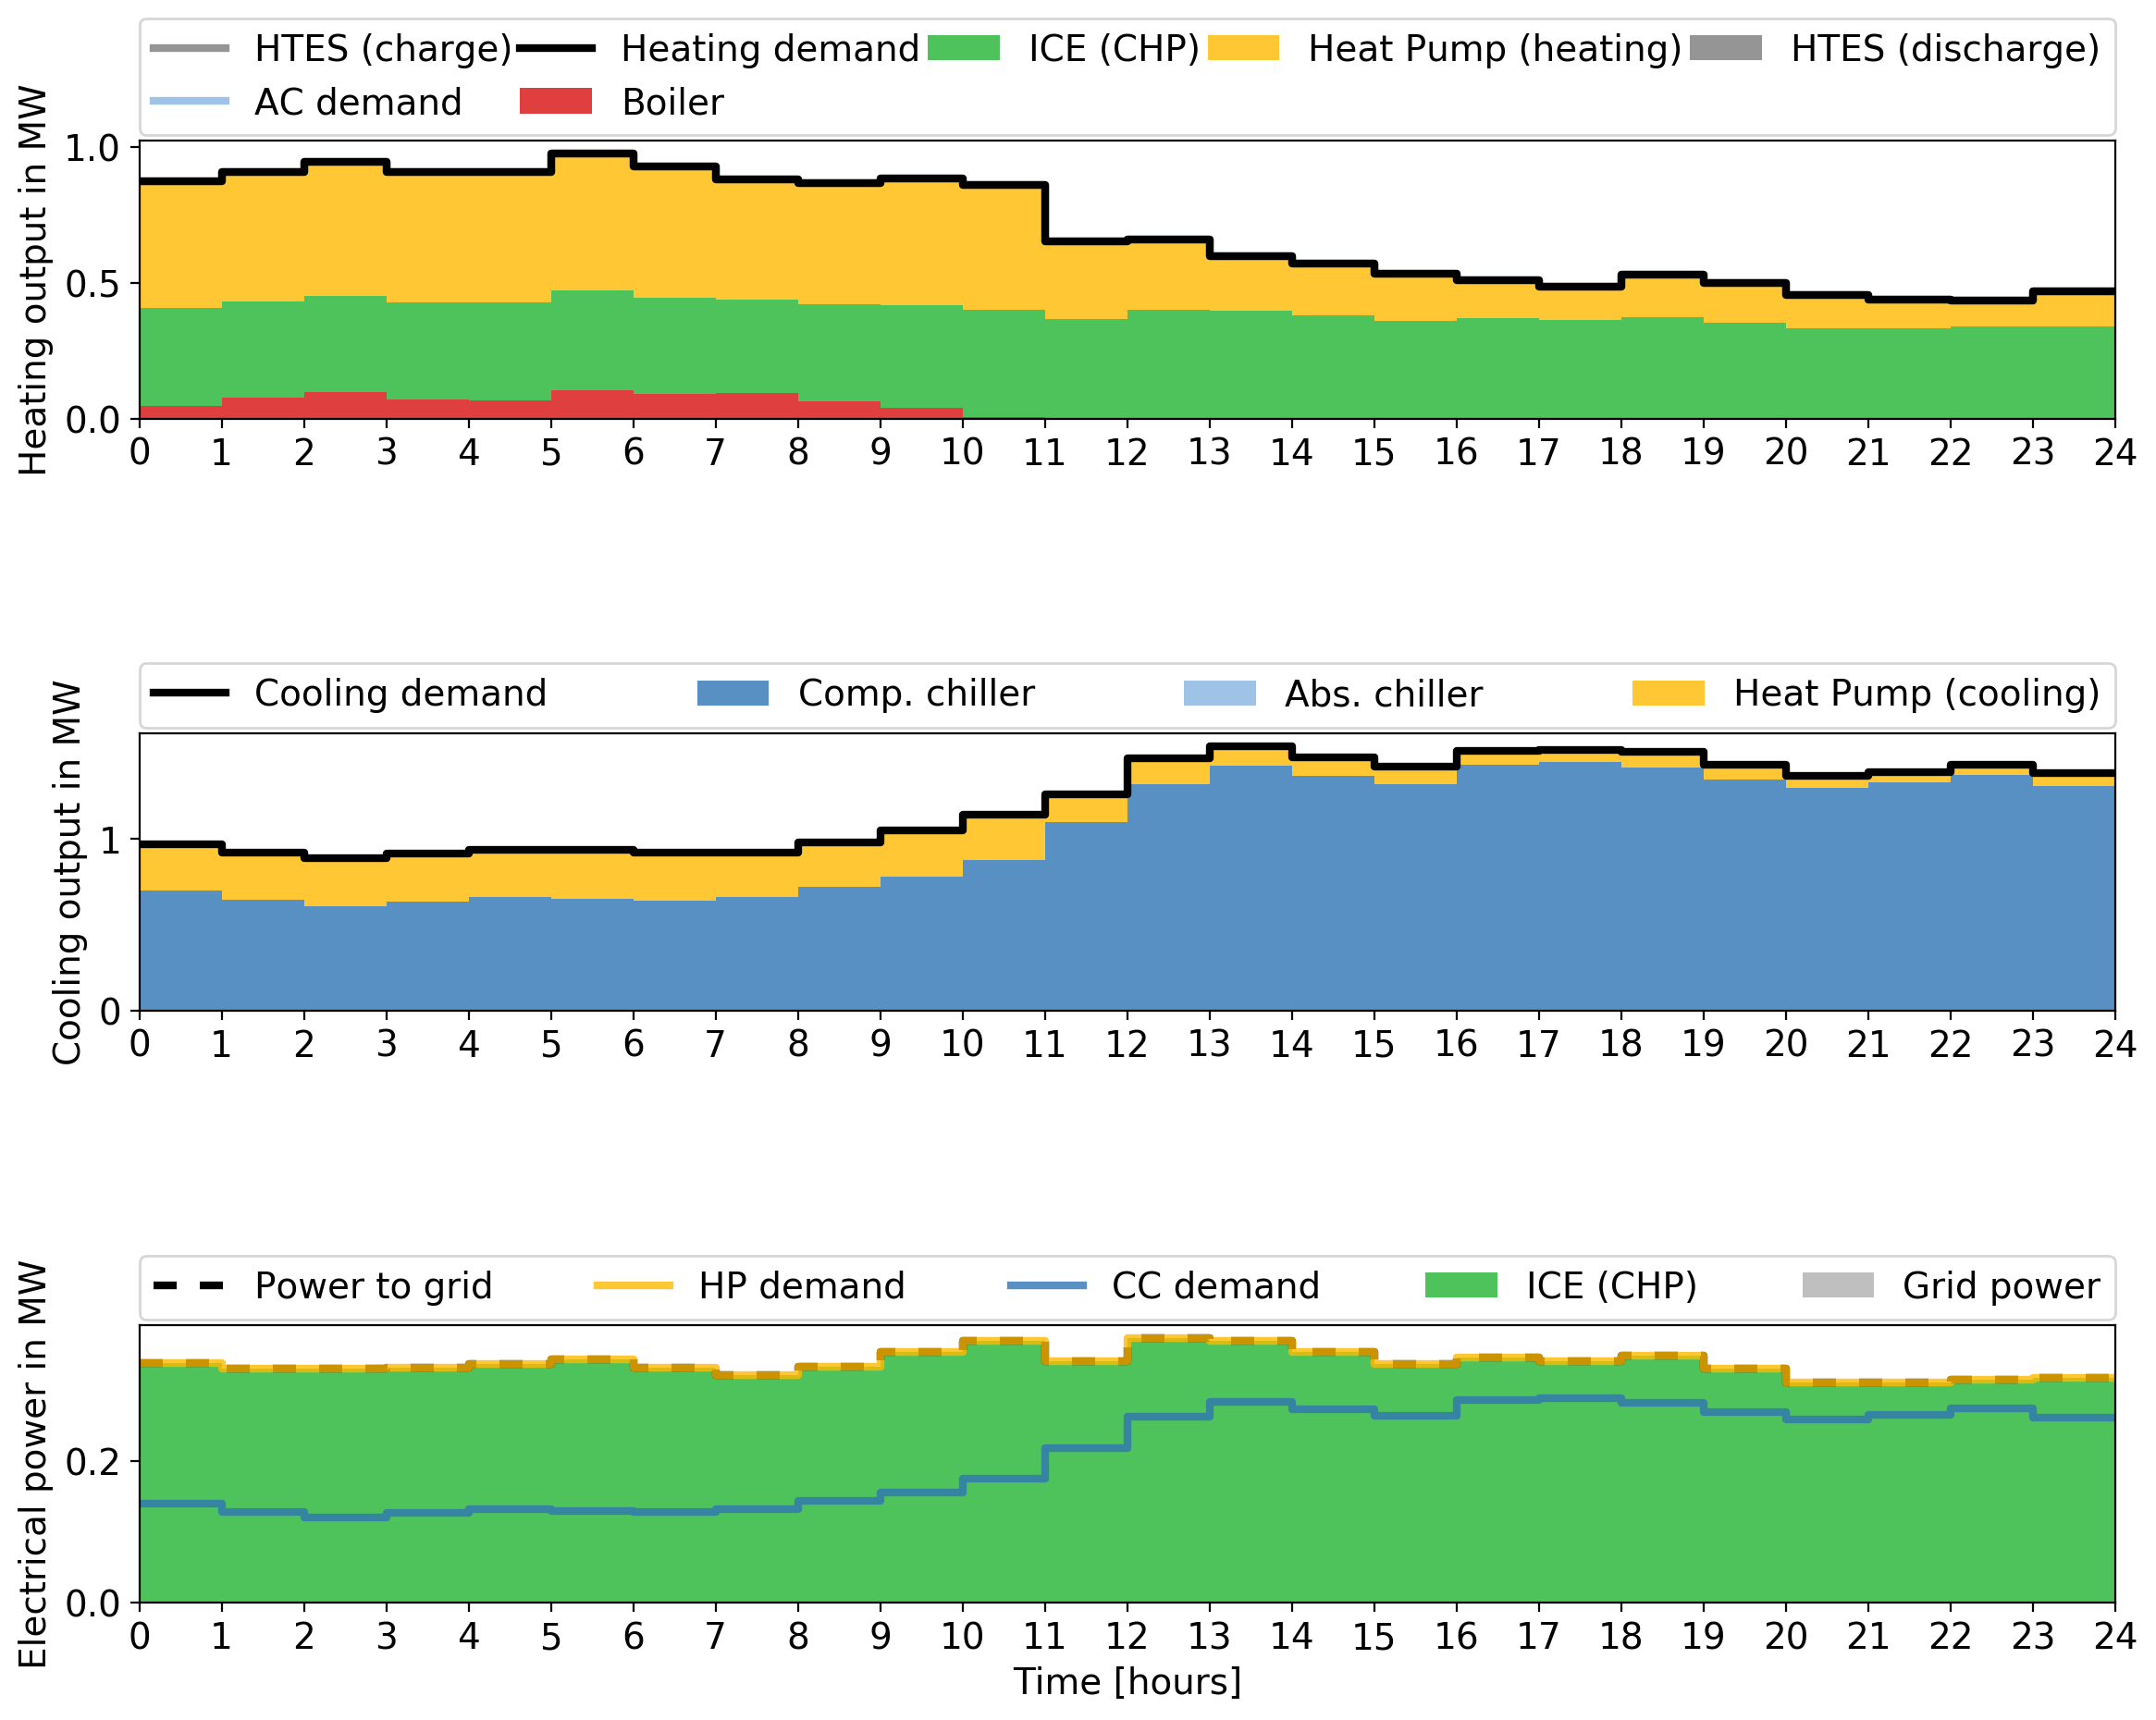 HTES (charge) Heating demand ICE (CHP) Heat Pump (heating) HTES (discharge)
AC demand Boiler
Heating output in MW
1.0
0.5
0.0
0 1 2 3 4 5 6 7 8 9 10 11 12 13 14 15 16 17 18 19 20 21 22 23 24
Cooling demand Comp. chiller Abs. chiller Heat Pump (cooling)
Cooling output in MW
1
0
0 1 2 3 4 5 6 7 8 9 10 11 12 13 14 15 16 17 18 19 20 21 22 23 24
Power to grid HP demand CC demand ICE (CHP) Grid power
Electrical power in MW
0.2
0.0
0 1 2 3 4 5 6 7 8 9 10 11 12 13 14 15 16 17 18 19 20 21 22 23 24
Time [hours]